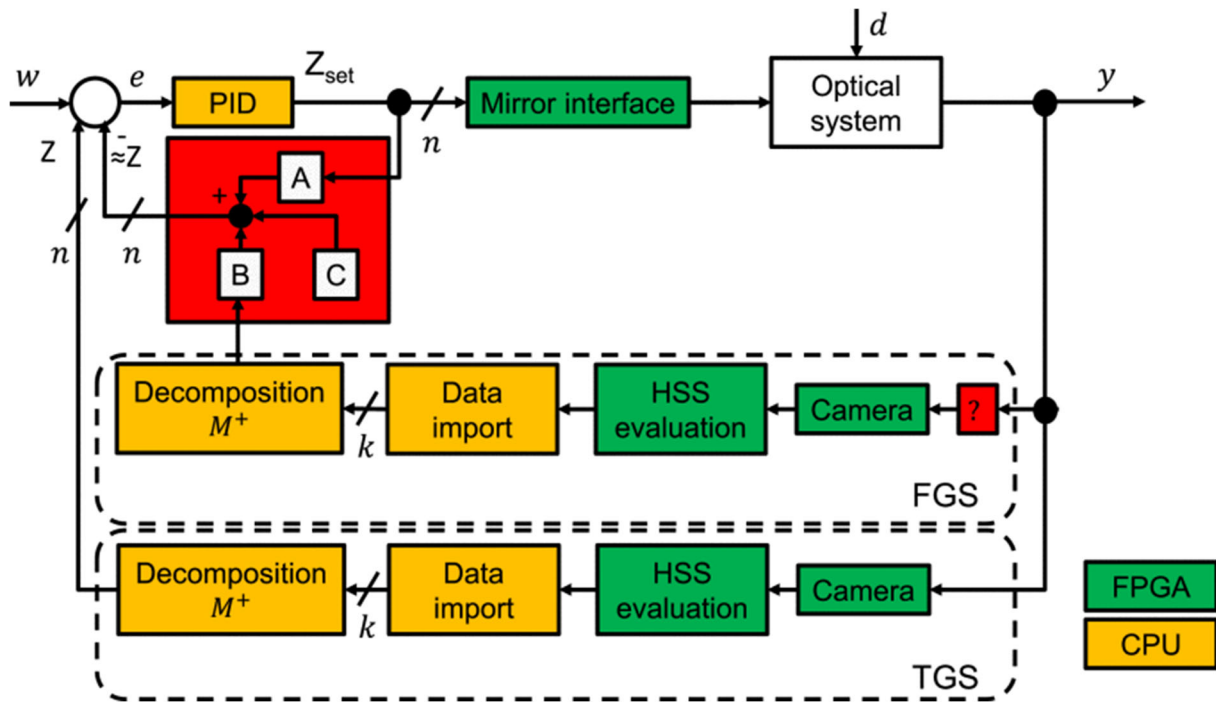 d
w
e
Z_set
PID
n
Mirror interface
Optical
system
y
Z
-
≈Z
A
+
n
n
B
C
Decomposition
M⁺
k
Data
import
HSS
evaluation
Camera
?
FGS
Decomposition
M⁺
k
Data
import
HSS
evaluation
Camera
TGS
FPGA
CPU